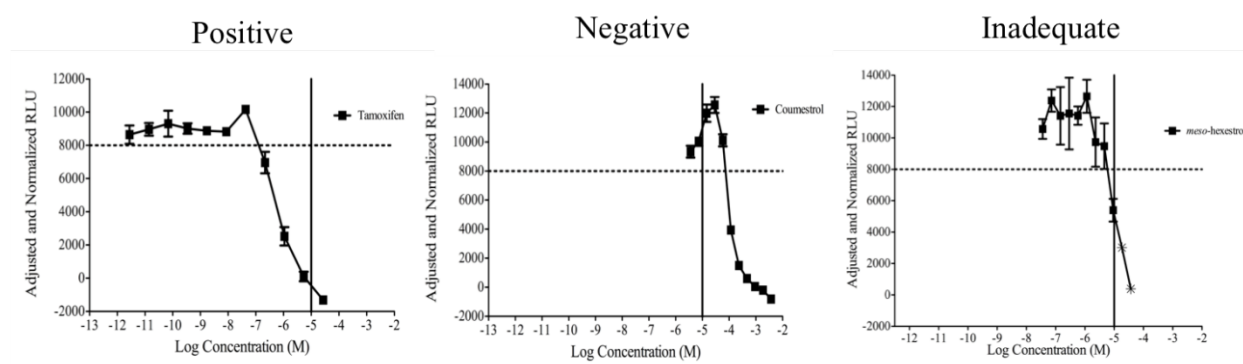 Positive
Adjusted and Normalized RLU
12000
10000
8000
6000
4000
2000
0
-2000
-13 -12 -11 -10 -9 -8 -7 -6 -5 -4 -3 -2
Log Concentration (M)
Tamoxifen
Negative
Adjusted and Normalized RLU
14000
12000
10000
8000
6000
4000
2000
0
-2000
-13 -12 -11 -10 -9 -8 -7 -6 -5 -4 -3 -2
Log Concentration (M)
Coumestrol
Inadequate
Adjusted and Normalized RLU
14000
12000
10000
8000
6000
4000
2000
0
-2000
-12 -11 -10 -9 -8 -7 -6 -5 -4 -3 -2
Log Concentration (M)
meso-hexestro